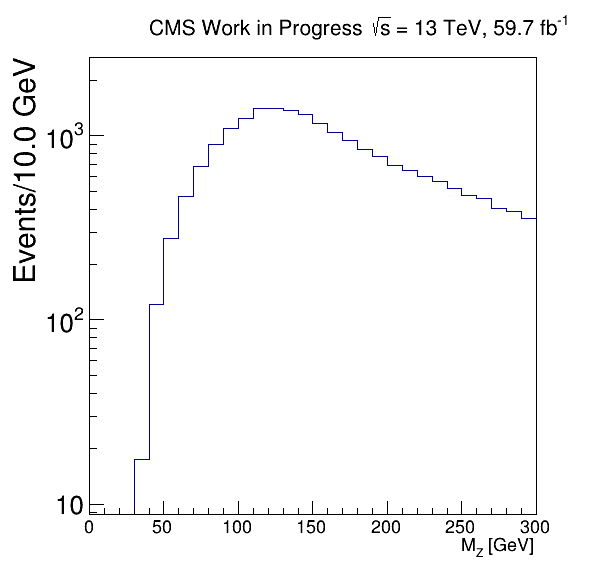 CMS Work in Progress √s = 13 TeV, 59.7 fb⁻¹
Events/10.0 GeV
10³
10²
10
0 50 100 150 200 250 300
M_Z [GeV]